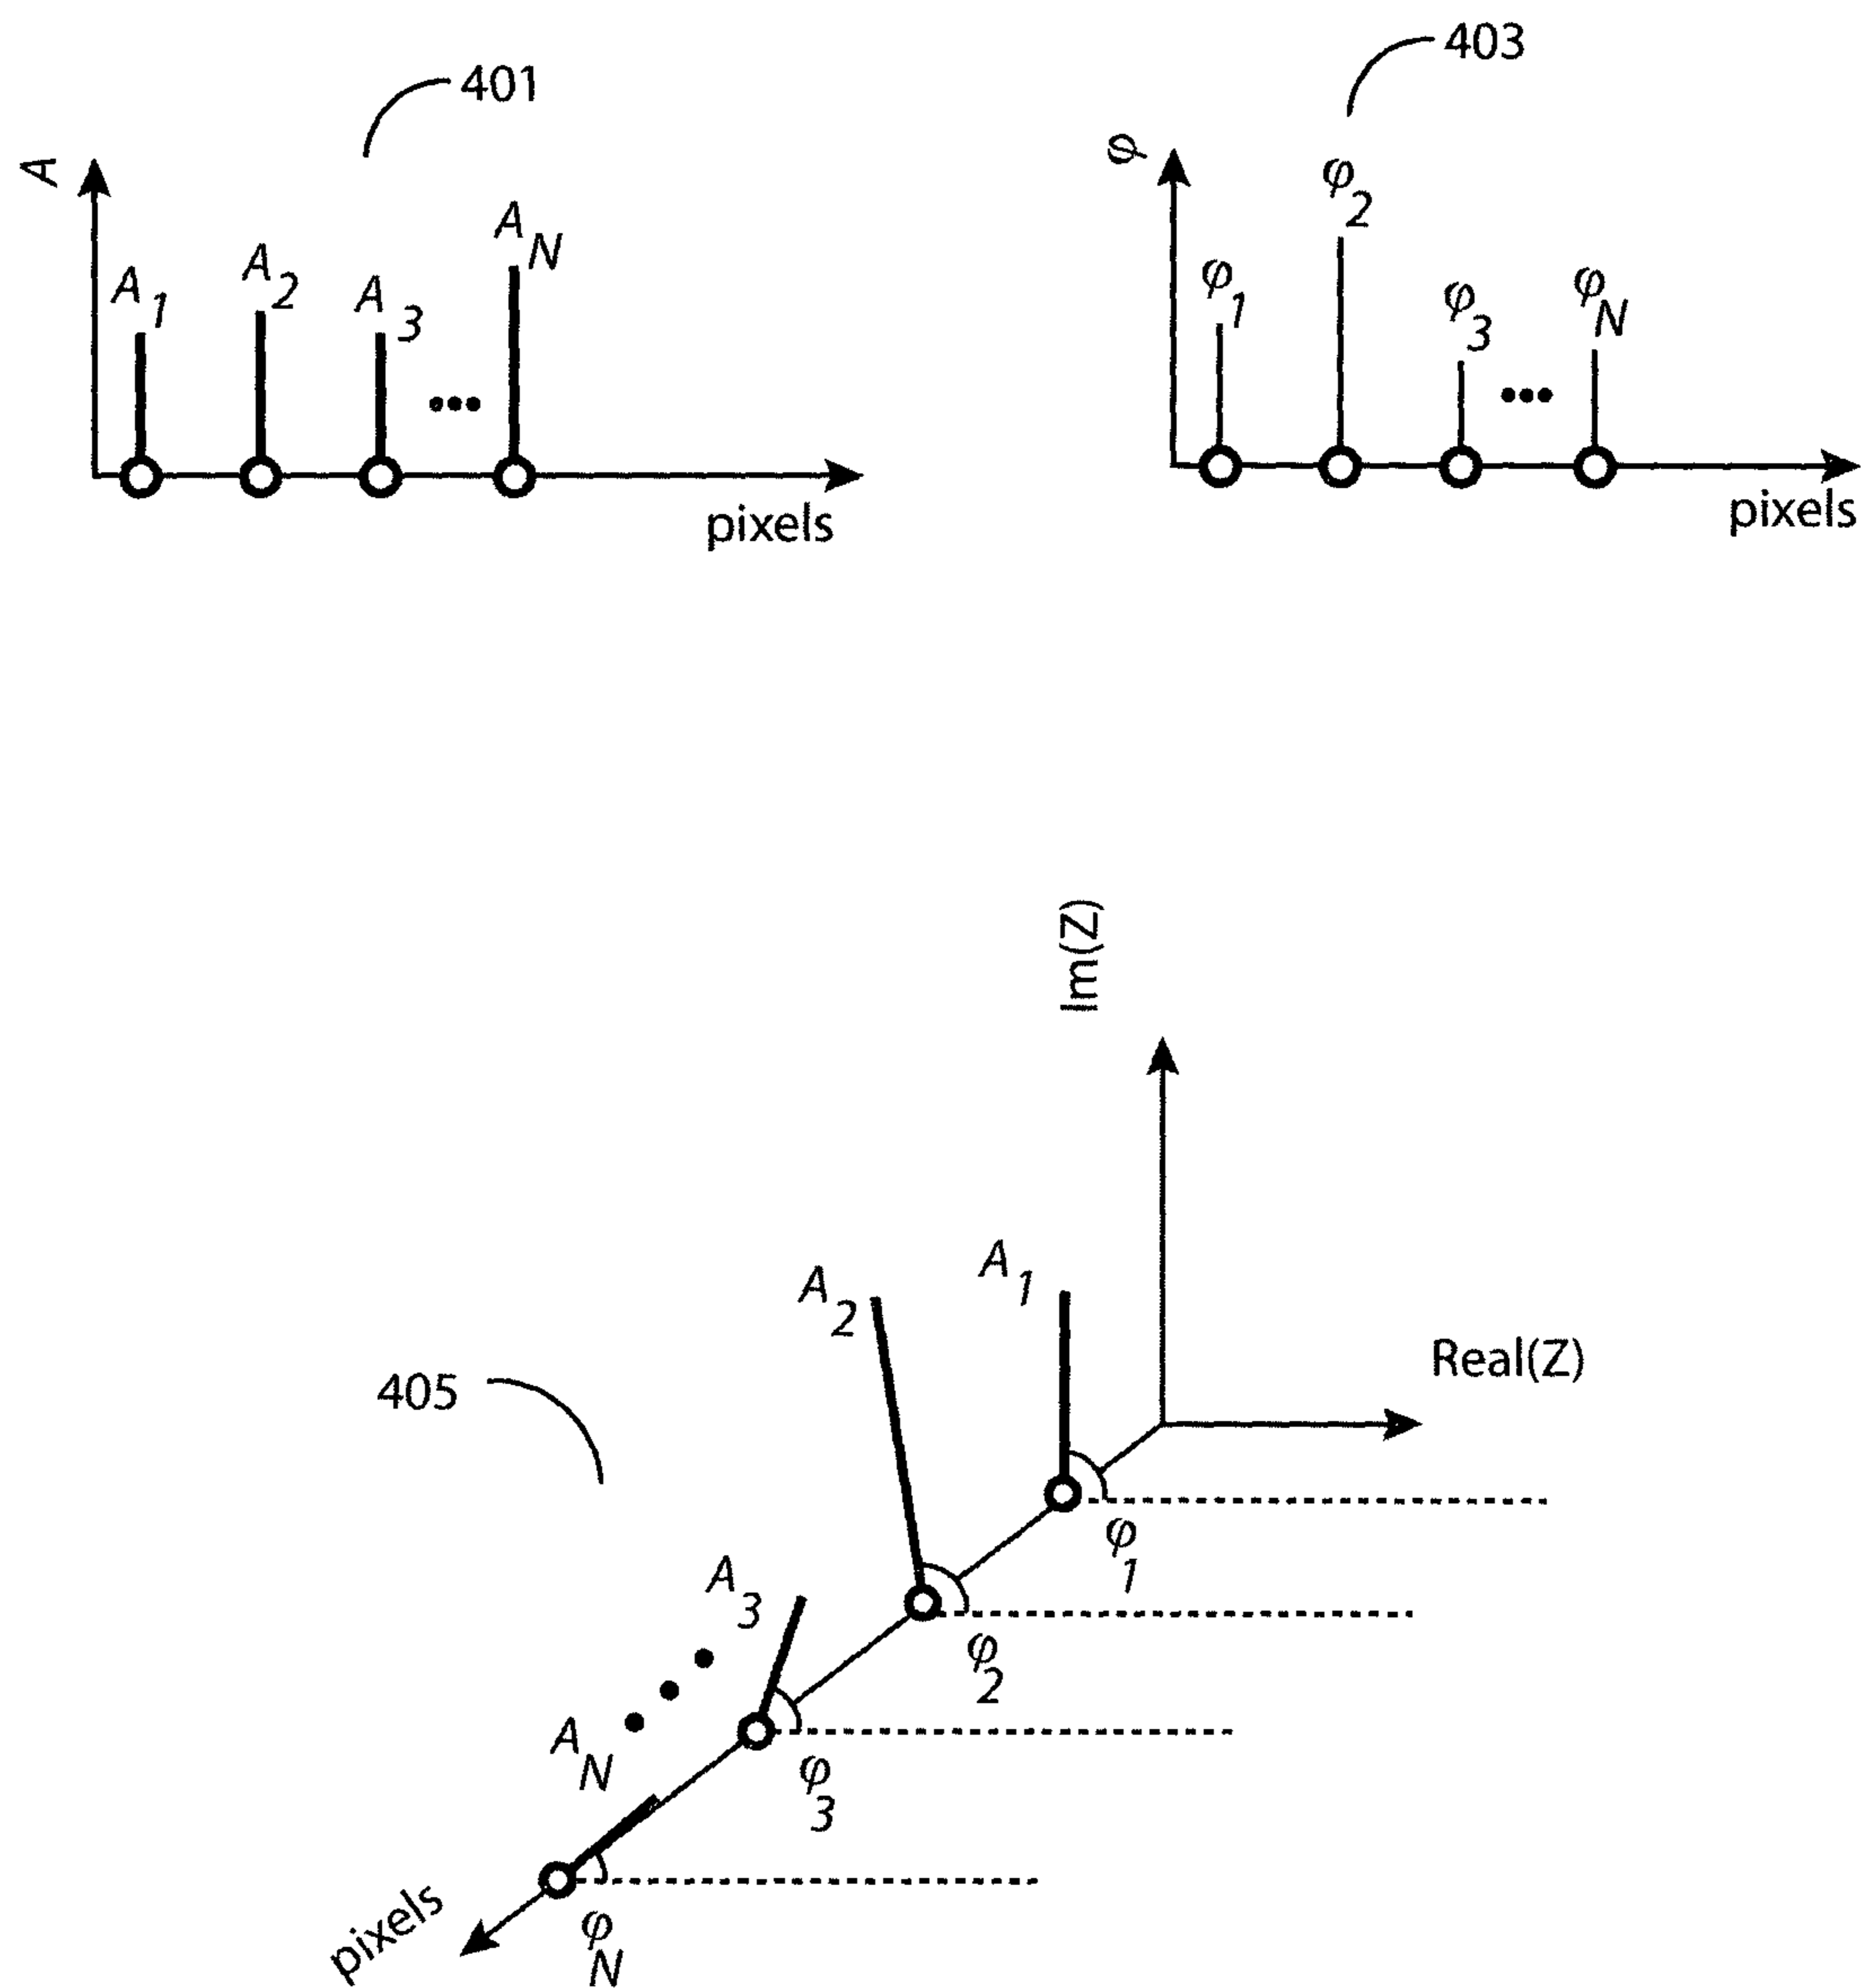 401
A
A1
A2
A3
AN
pixels
403
φ
φ1
φ2
φ3
φN
pixels
Im(Z)
Real(Z)
405
A1
A2
A3
AN
φ1
φ2
φ3
φN
pixels